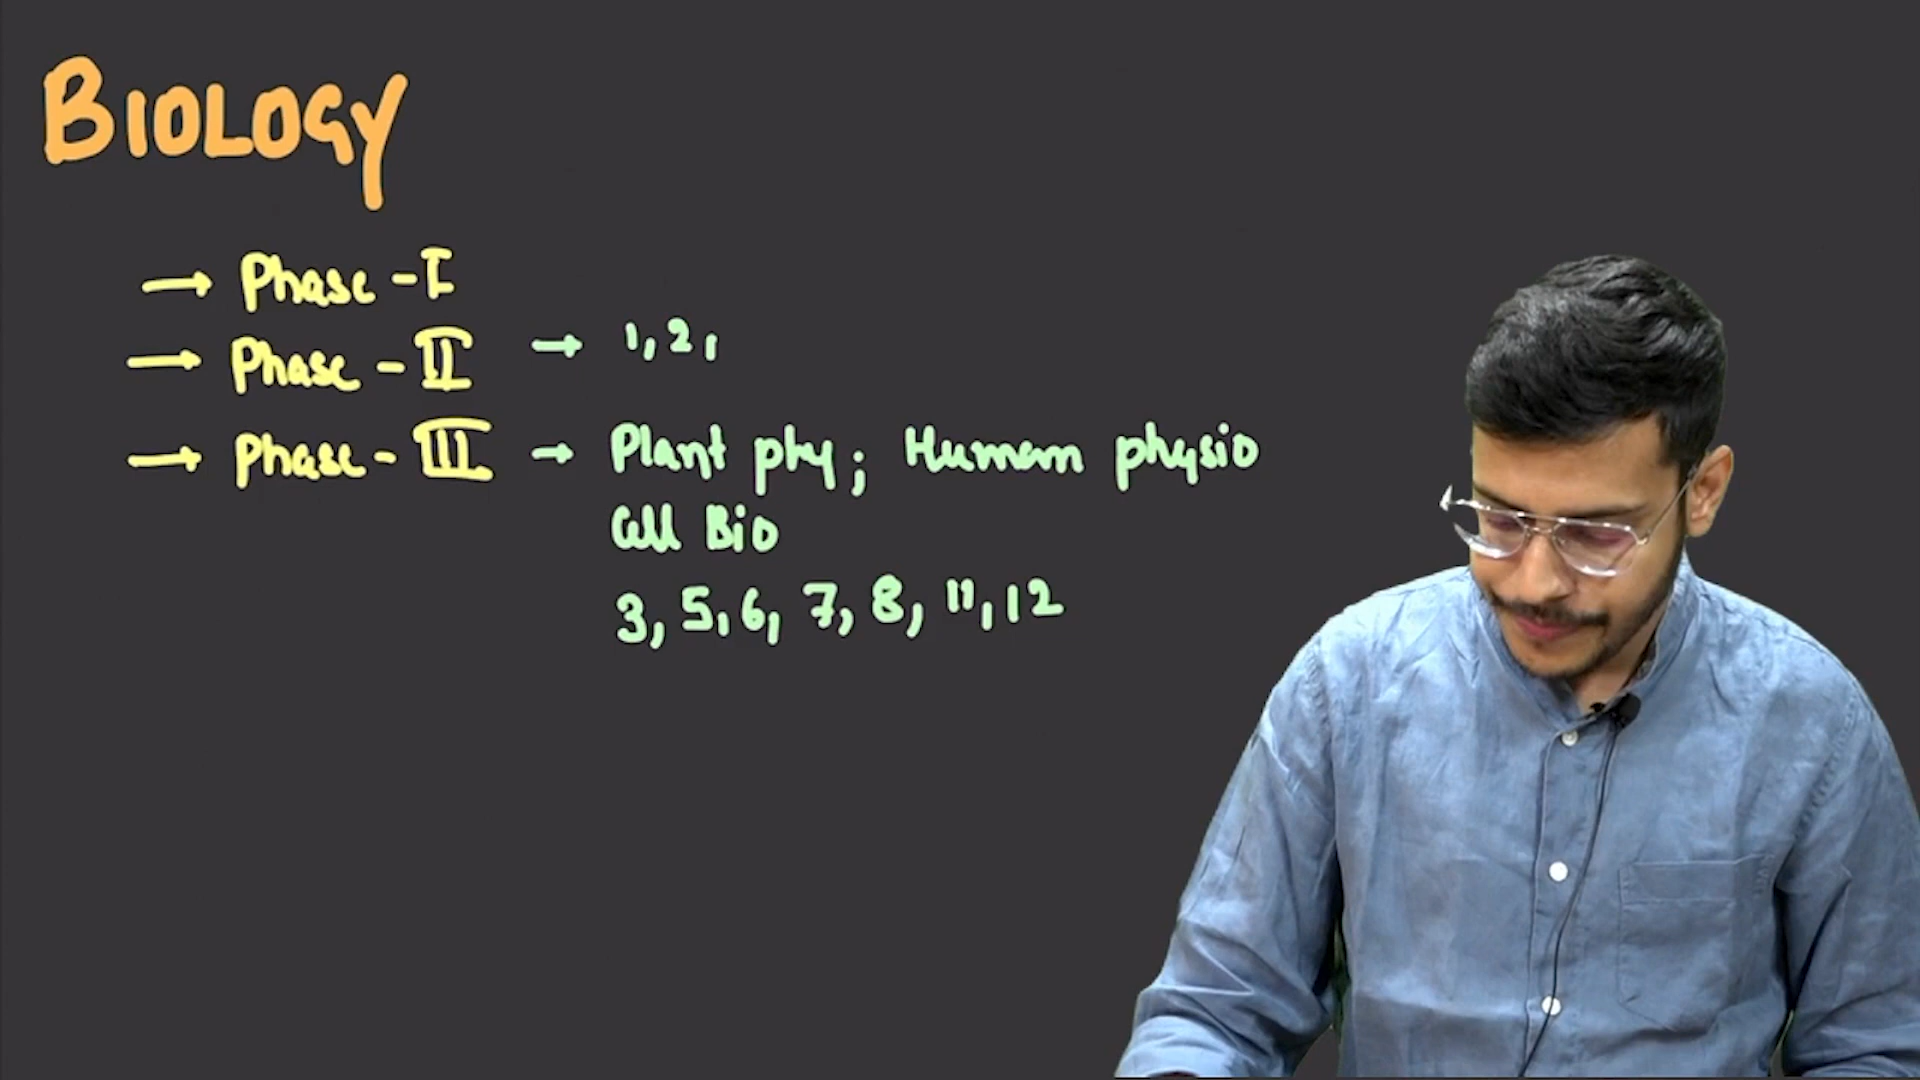 BIOLOGY
→ Phase - I
→ Phase - II → 1, 2,
→ Phase - III → Plant phy; Human physio
Cell Bio
3, 5, 6, 7, 8, 11, 12